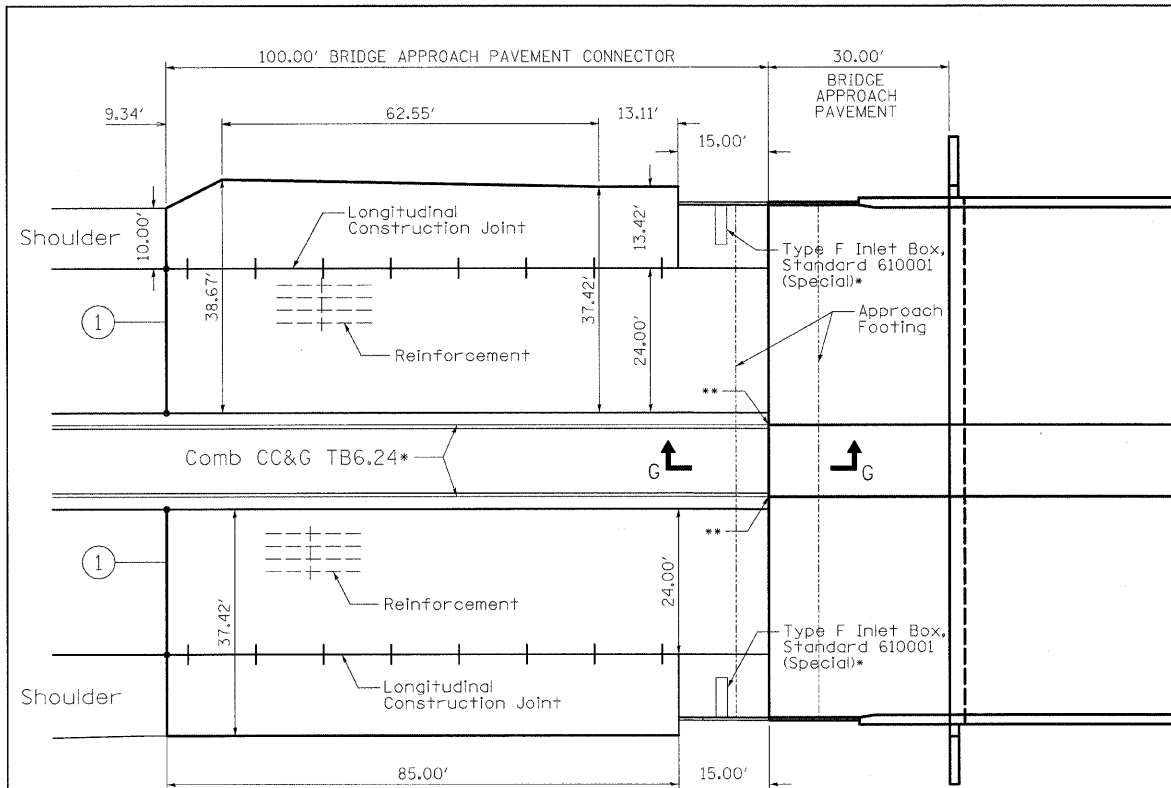 100.00' BRIDGE APPROACH PAVEMENT CONNECTOR
30.00'
BRIDGE
APPROACH
PAVEMENT
9.34'
62.55'
13.11'
15.00'
Shoulder
10.00'
Longitudinal
Construction Joint
13.42'
Type F Inlet Box,
Standard 610001
(Special)*
1
38.67'
37.42'
24.00'
Reinforcement
Approach
Footing
**
Comb CC&G TB6.24*
G
G
**
1
Reinforcement
37.42'
24.00'
Type F Inlet Box,
Standard 610001
(Special)*
Shoulder
Longitudinal
Construction Joint
85.00'
15.00'